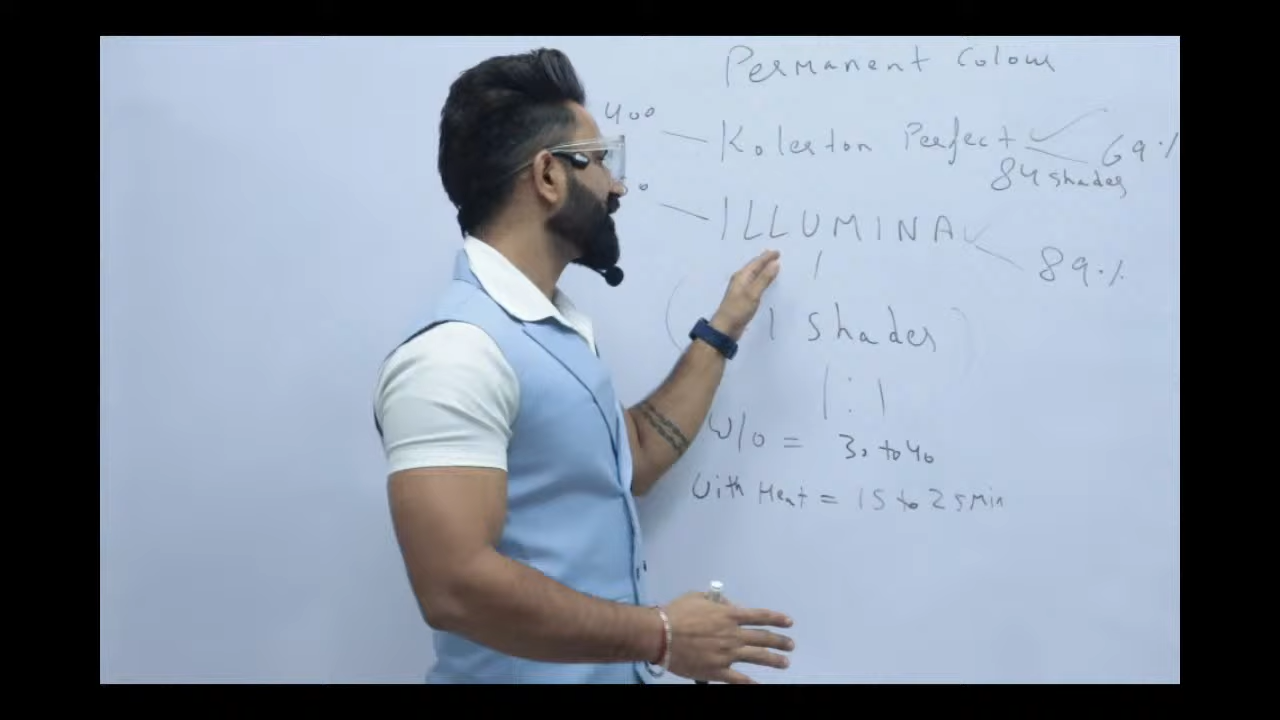 Permanent Colour
400 Koleston Perfect 69%
84 shades
ILLUMINA 89%
1 shades
1:1
W/o = 30 to 40
With Heat = 15 to 25 Min